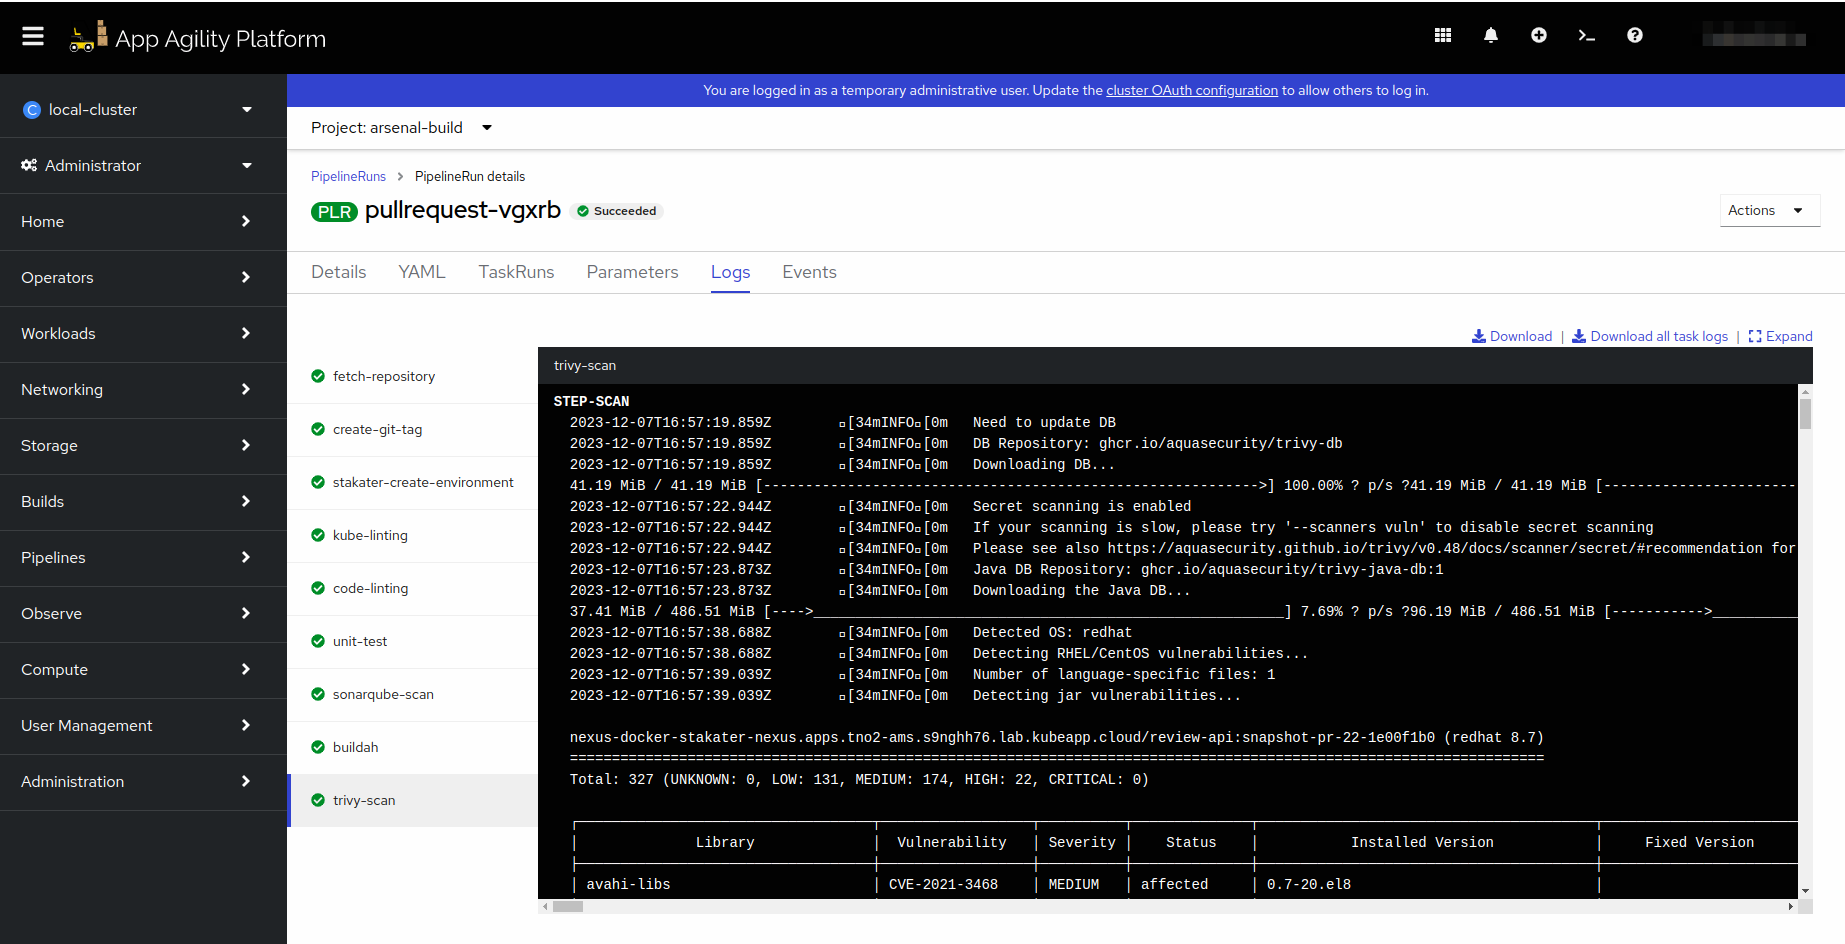 App Agility Platform
You are logged in as a temporary administrative user. Update the cluster OAuth configuration to allow others to log in.
C local-cluster
Administrator
Home
Operators
Workloads
Networking
Storage
Builds
Pipelines
Observe
Compute
User Management
Administration
Project: arsenal-build
PipelineRuns > PipelineRun details
PLR pullrequest-vgxrb Succeeded
Actions
Details YAML TaskRuns Parameters Logs Events
Download | Download all task logs | Expand
fetch-repository
create-git-tag
stakater-create-environment
kube-linting
code-linting
unit-test
sonarqube-scan
buildah
trivy-scan
trivy-scan
STEP-SCAN
2023-12-07T16:57:19.859Z [34mINFO[0m Need to update DB
2023-12-07T16:57:19.859Z [34mINFO[0m DB Repository: ghcr.io/aquasecurity/trivy-db
2023-12-07T16:57:19.859Z [34mINFO[0m Downloading DB...
41.19 MiB / 41.19 MiB [----------------------------------------------------------->] 100.00% ? p/s ?41.19 MiB / 41.19 MiB [-----------------------
2023-12-07T16:57:22.944Z [34mINFO[0m Secret scanning is enabled
2023-12-07T16:57:22.944Z [34mINFO[0m If your scanning is slow, please try '--scanners vuln' to disable secret scanning
2023-12-07T16:57:22.944Z [34mINFO[0m Please see also https://aquasecurity.github.io/trivy/v0.48/docs/scanner/secret/#recommendation for
2023-12-07T16:57:23.873Z [34mINFO[0m Java DB Repository: ghcr.io/aquasecurity/trivy-java-db:1
2023-12-07T16:57:23.873Z [34mINFO[0m Downloading the Java DB...
37.41 MiB / 486.51 MiB [---->________________________________________________________] 7.69% ? p/s ?96.19 MiB / 486.51 MiB [----------->__________
2023-12-07T16:57:38.688Z [34mINFO[0m Detected OS: redhat
2023-12-07T16:57:38.688Z [34mINFO[0m Detecting RHEL/CentOS vulnerabilities...
2023-12-07T16:57:39.039Z [34mINFO[0m Number of language-specific files: 1
2023-12-07T16:57:39.039Z [34mINFO[0m Detecting jar vulnerabilities...
nexus-docker-stakater-nexus.apps.tno2-ams.s9nghh76.lab.kubeapp.cloud/review-api:snapshot-pr-22-1e00f1b0 (redhat 8.7)
====================================================================================================================
Total: 327 (UNKNOWN: 0, LOW: 131, MEDIUM: 174, HIGH: 22, CRITICAL: 0)
Library Vulnerability Severity Status Installed Version Fixed Version
avahi-libs CVE-2021-3468 MEDIUM affected 0.7-20.el8